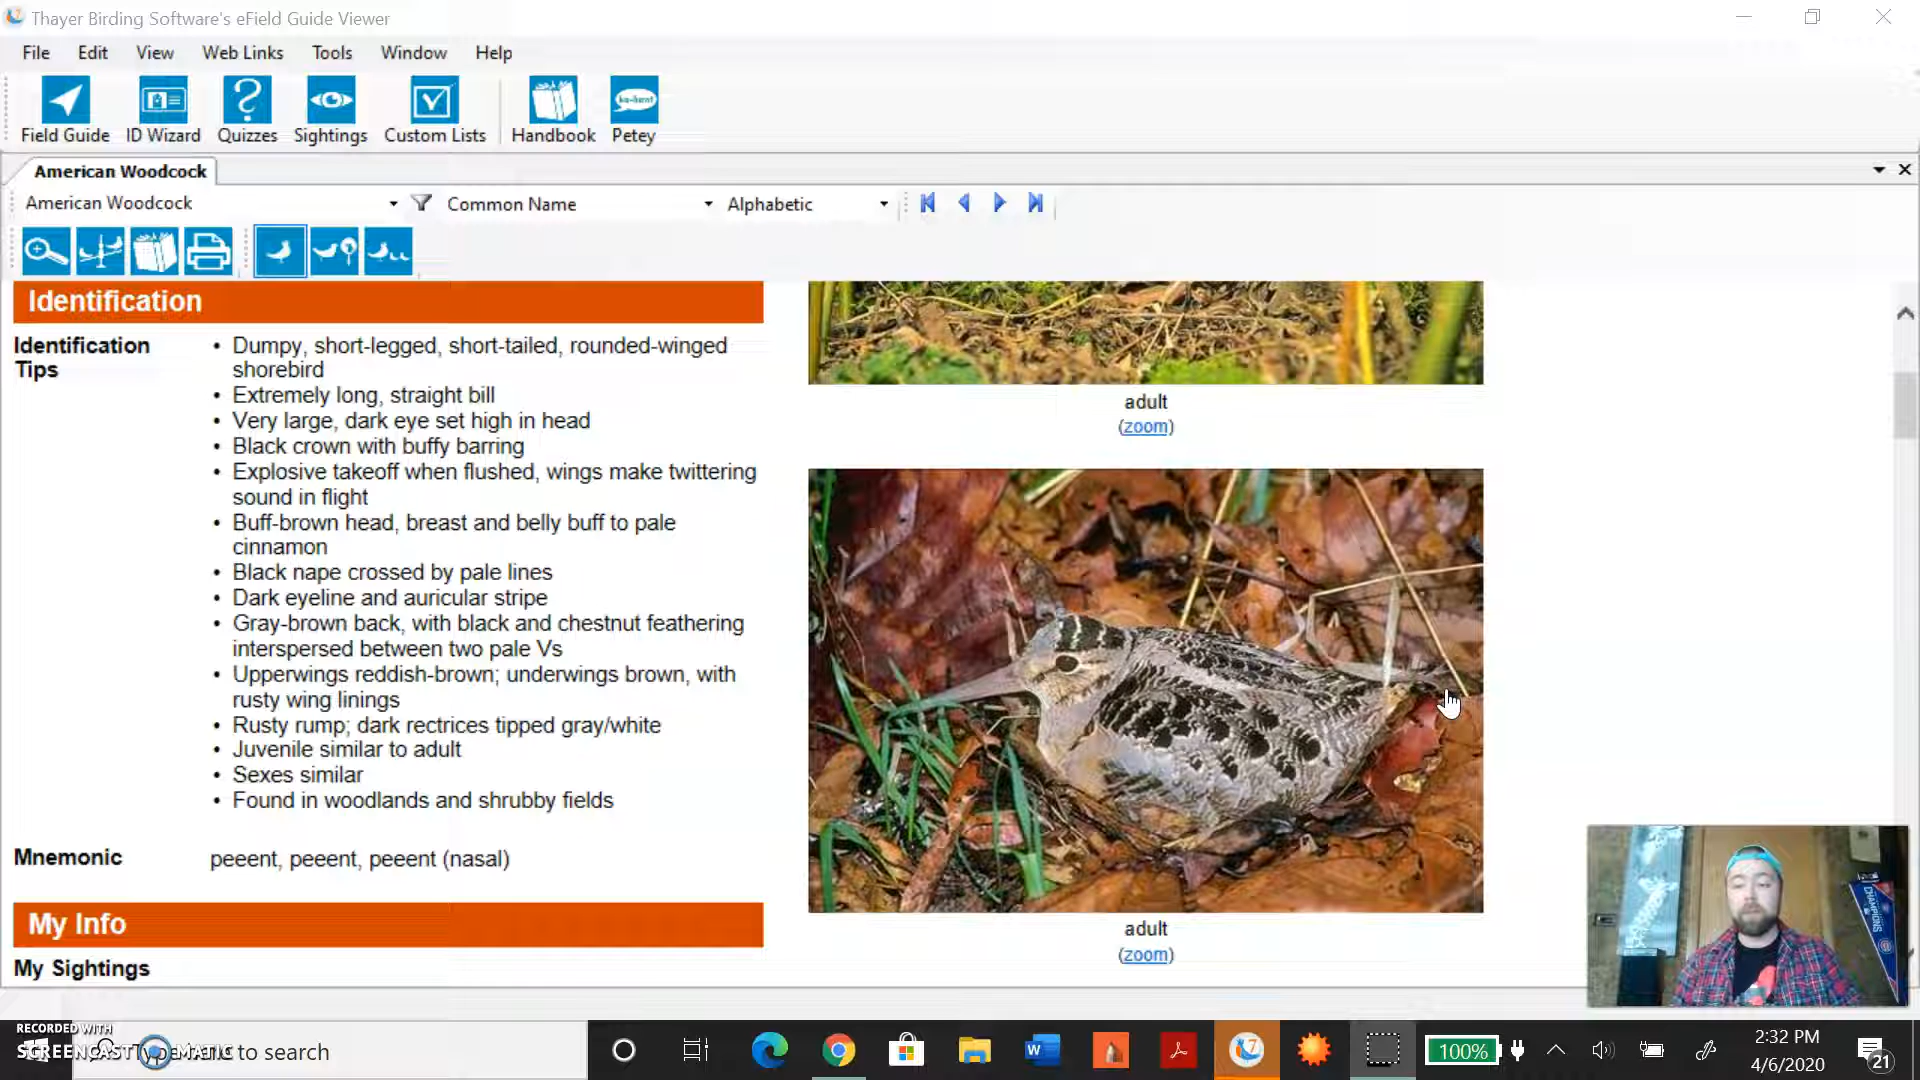 Thayer Birding Software's eField Guide Viewer
File Edit View Web Links Tools Window Help
ka-hoot
Field Guide ID Wizard Quizzes Sightings Custom Lists Handbook Petey
American Woodcock
American Woodcock Common Name Alphabetic
Identification
Identification Tips
• Dumpy, short-legged, short-tailed, rounded-winged
shorebird
• Extremely long, straight bill
• Very large, dark eye set high in head
• Black crown with buffy barring
• Explosive takeoff when flushed, wings make twittering
sound in flight
• Buff-brown head, breast and belly buff to pale
cinnamon
• Black nape crossed by pale lines
• Dark eyeline and auricular stripe
• Gray-brown back, with black and chestnut feathering
interspersed between two pale Vs
• Upperwings reddish-brown; underwings brown, with
rusty wing linings
• Rusty rump; dark rectrices tipped gray/white
• Juvenile similar to adult
• Sexes similar
• Found in woodlands and shrubby fields
Mnemonic peeent, peeent, peeent (nasal)
My Info
My Sightings
adult
(zoom)
adult
(zoom)
CHAMPIONS
RECORDED WITH
SCREENCAST MATIC
Type here to search
100%
2:32 PM
4/6/2020
21